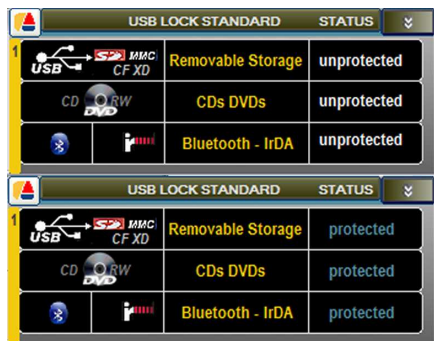 USB LOCK STANDARD STATUS
1
USB SD MMC
CF XD
Removable Storage unprotected
CD RW
DVD
CDs DVDs unprotected
Bluetooth - IrDA unprotected
USB LOCK STANDARD STATUS
1
USB SD MMC
CF XD
Removable Storage protected
CD RW
DVD
CDs DVDs protected
Bluetooth - IrDA protected